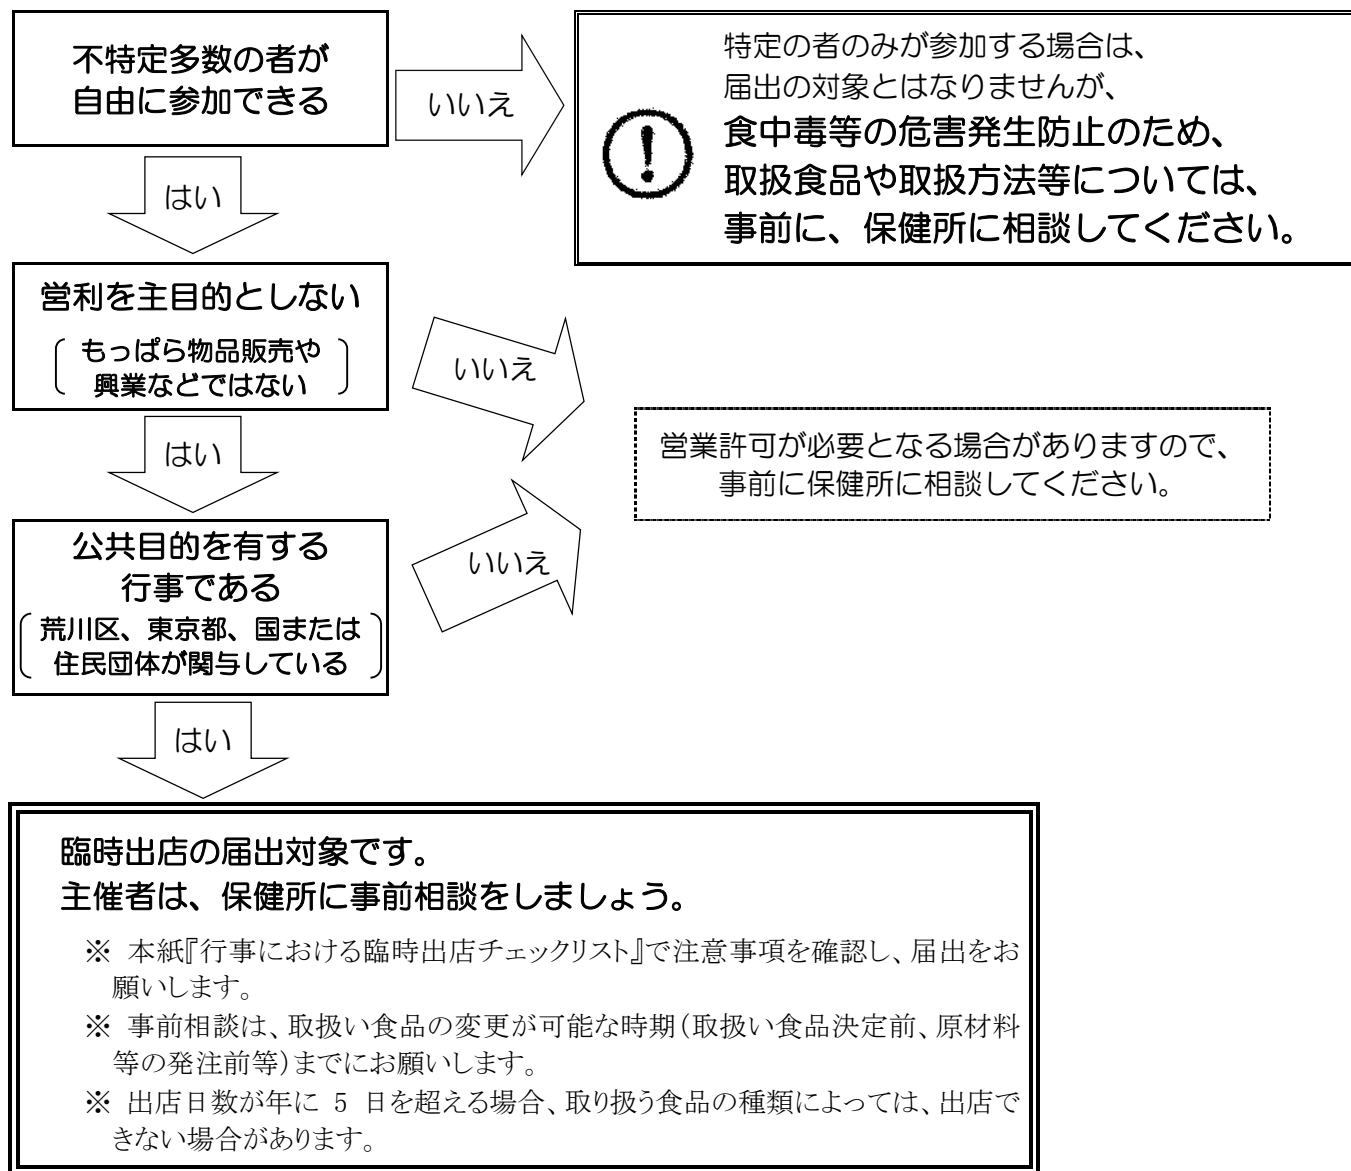 不特定多数の者が
自由に参加できる
いいえ
特定の者のみが参加する場合は、
届出の対象とはなりませんが、
食中毒等の危害発生防止のため、
取扱食品や取扱方法等については、
事前に、保健所に相談してください。
はい
営利を主目的としない
もっぱら物品販売や
興業などではない
いいえ
はい
営業許可が必要となる場合がありますので、
事前に保健所に相談してください。
公共目的を有する
行事である
荒川区、東京都、国または
住民団体が関与している
いいえ
はい
臨時出店の届出対象です。
主催者は、保健所に事前相談をしましょう。
※ 本紙『行事における臨時出店チェックリスト』で注意事項を確認し、届出をお
願いします。
※ 事前相談は、取扱い食品の変更が可能な時期(取扱い食品決定前、原材料
等の発注前等)までにお願いします。
※ 出店日数が年に 5 日を超える場合、取り扱う食品の種類によっては、出店で
きない場合があります。